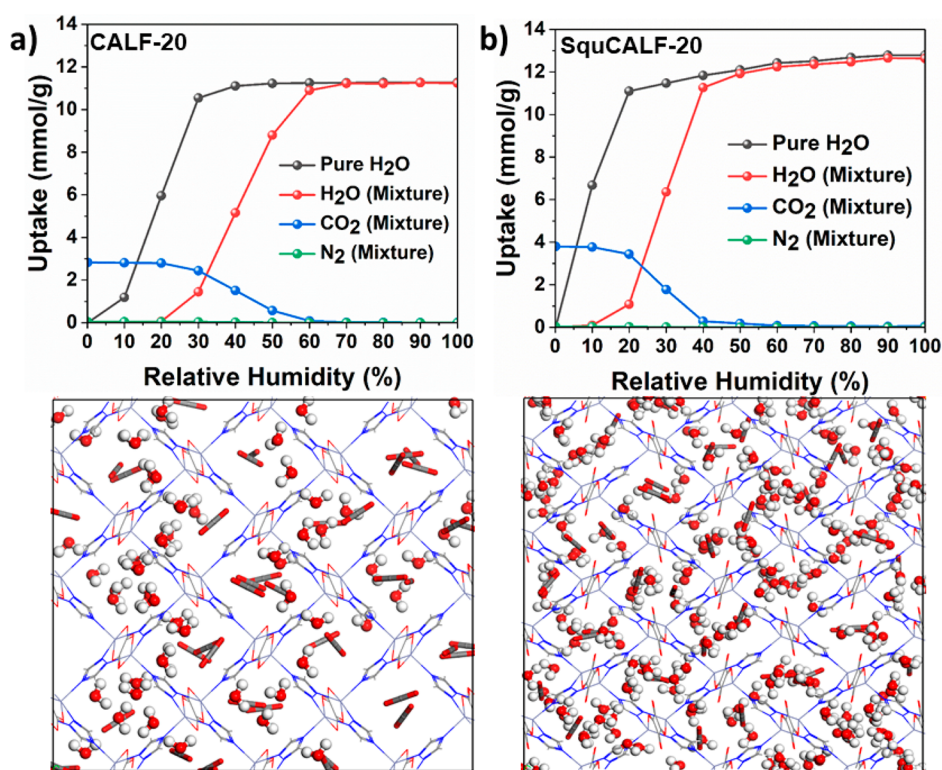 a)
CALF-20
14
12
10
8
6
4
2
0
Uptake (mmol/g)
Pure H2O
H2O (Mixture)
CO2 (Mixture)
N2 (Mixture)
0 10 20 30 40 50 60 70 80 90 100
Relative Humidity (%)
b)
SquCALF-20
14
12
10
8
6
4
2
0
Uptake (mmol/g)
Pure H2O
H2O (Mixture)
CO2 (Mixture)
N2 (Mixture)
0 10 20 30 40 50 60 70 80 90 100
Relative Humidity (%)